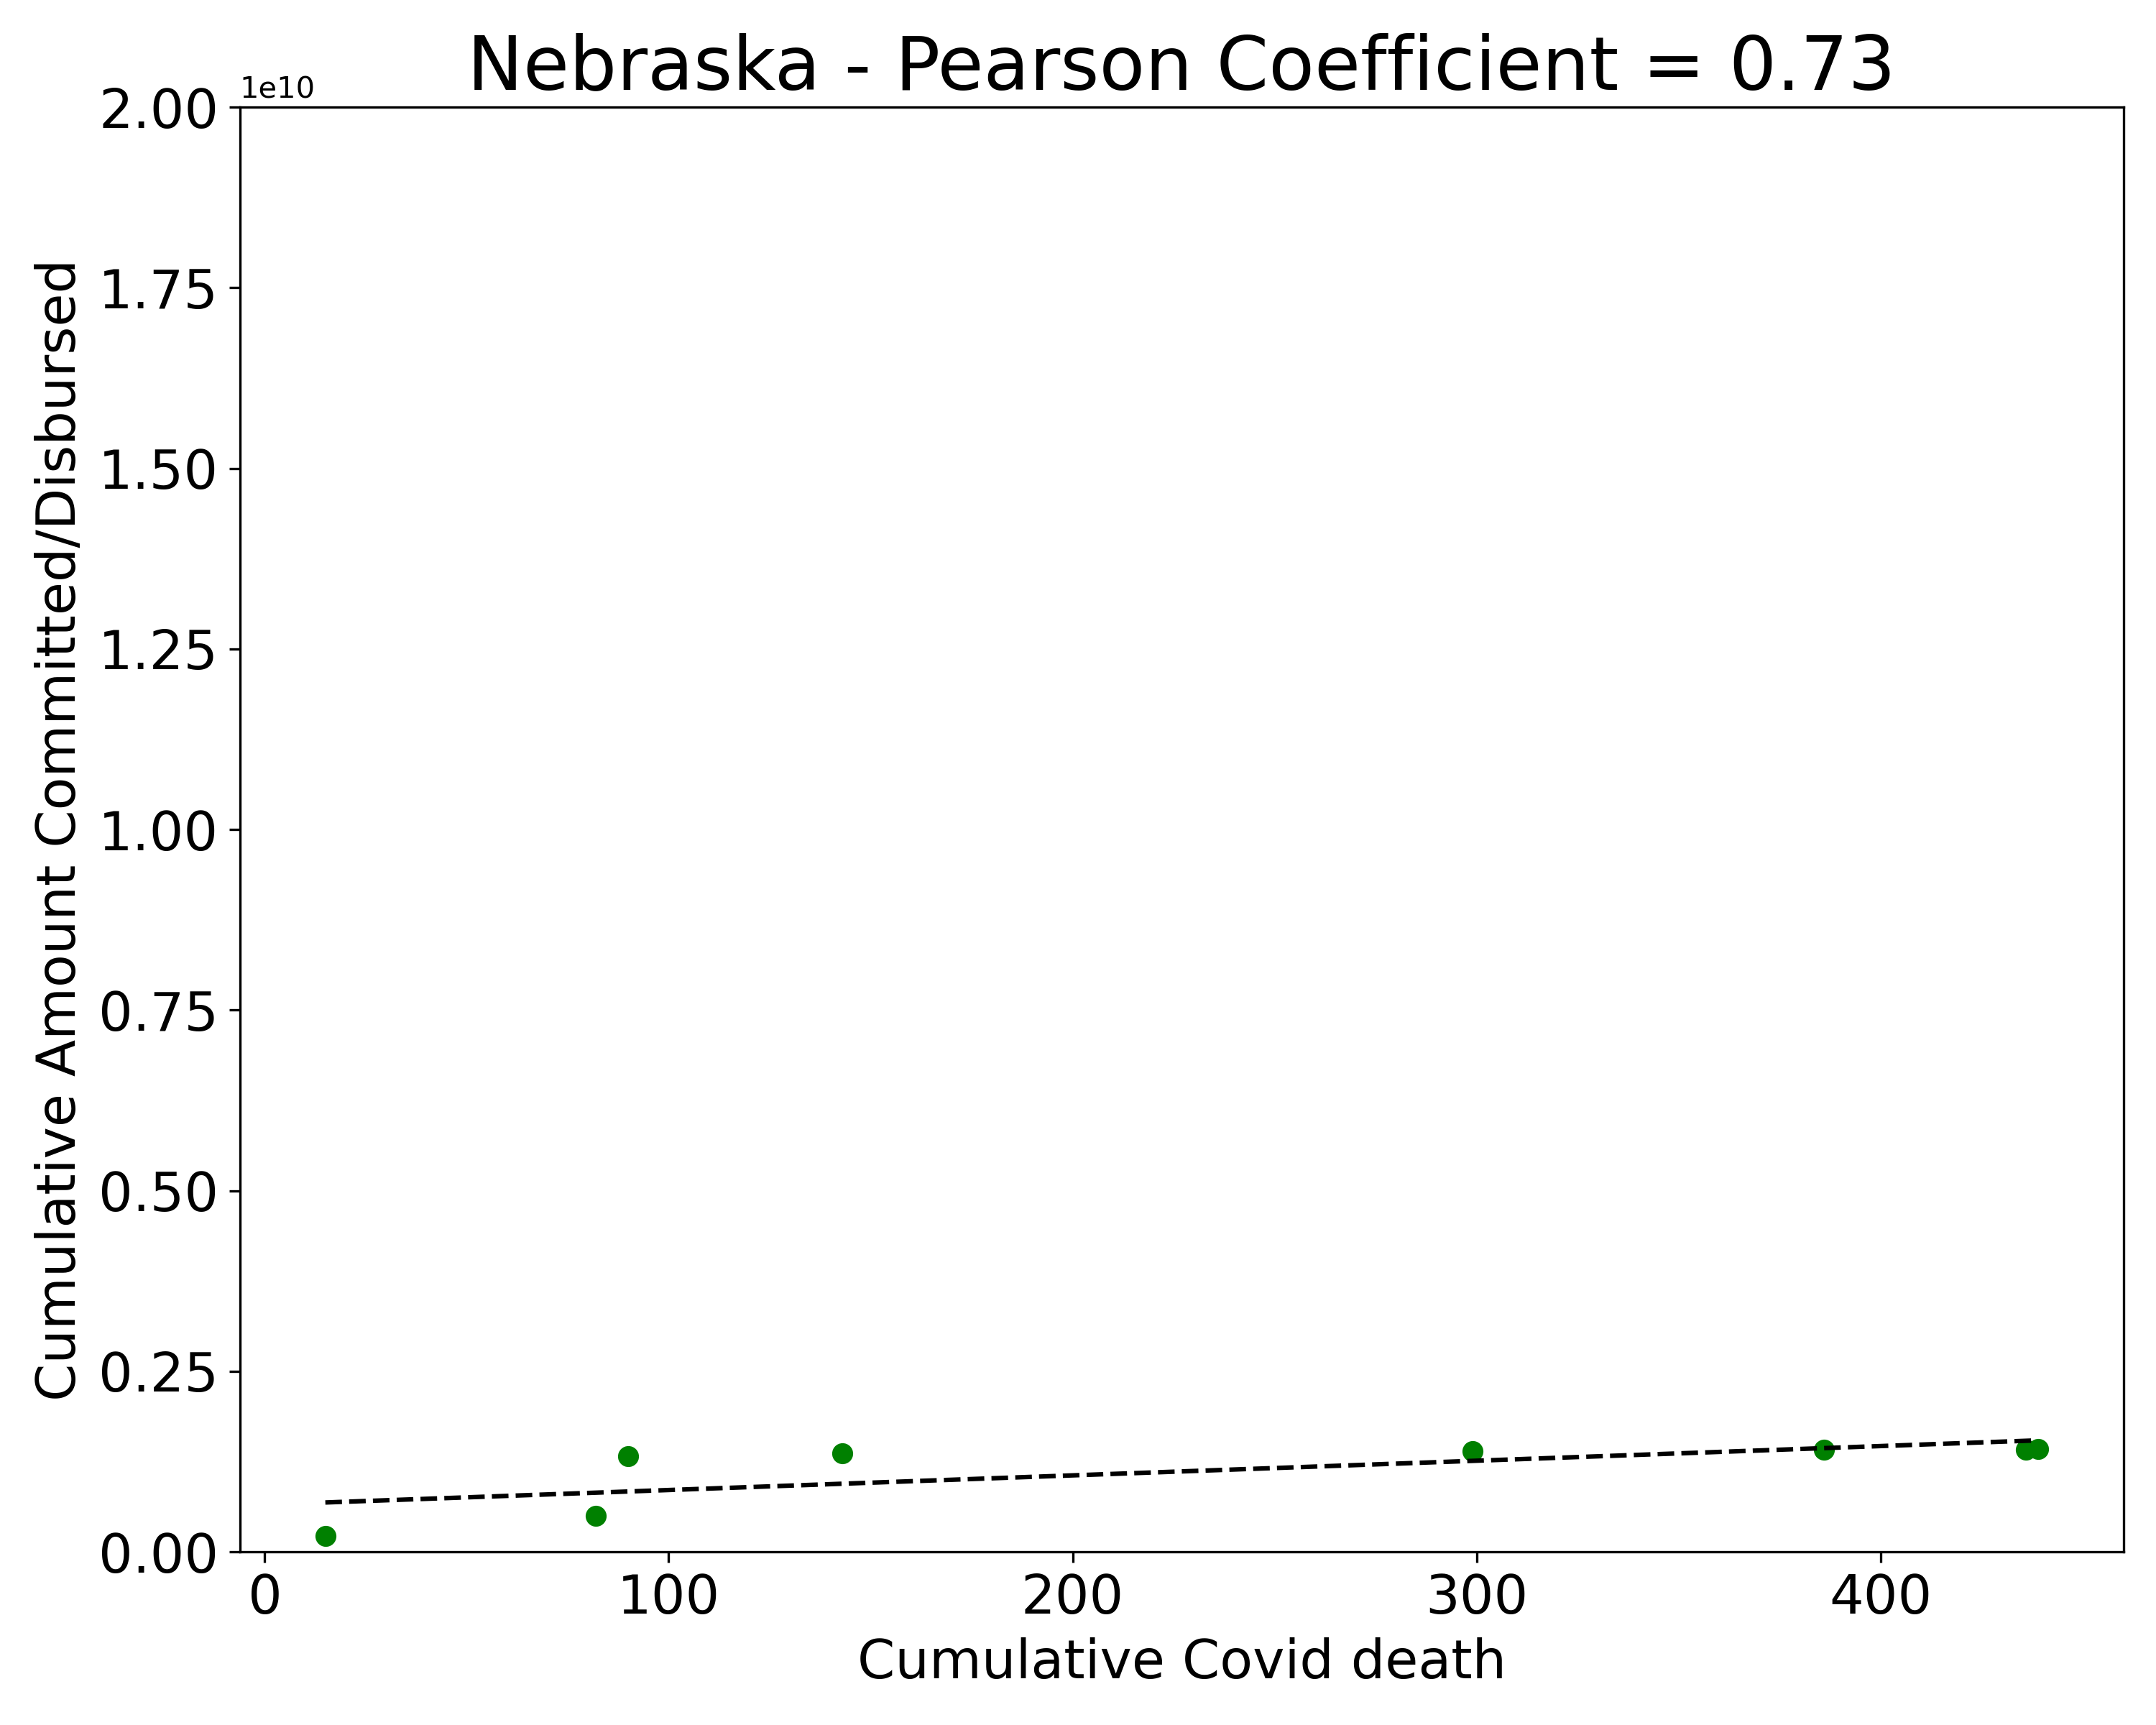 Nebraska - Pearson Coefficient = 0.73
1e10
2.00
1.75
1.50
1.25
1.00
0.75
0.50
0.25
0.00
Cumulative Amount Committed/Disbursed
0 100 200 300 400
Cumulative Covid death